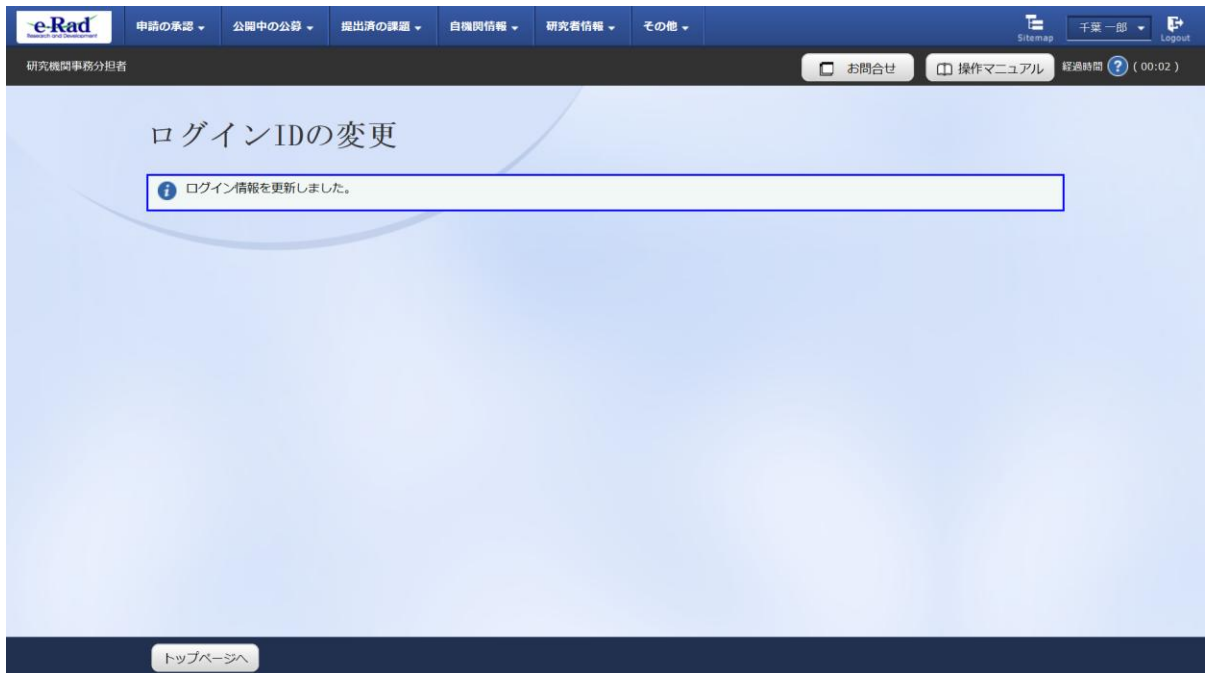 e-Rad
Research and Development
申請の承認
公開中の公募
提出済の課題
自機関情報
研究者情報
その他
Sitemap
千葉 一郎
Logout
研究機関事務分担者
お問合せ
操作マニュアル
経過時間 ? ( 00:02 )
ログインIDの変更
i ログイン情報を更新しました。
トップページへ